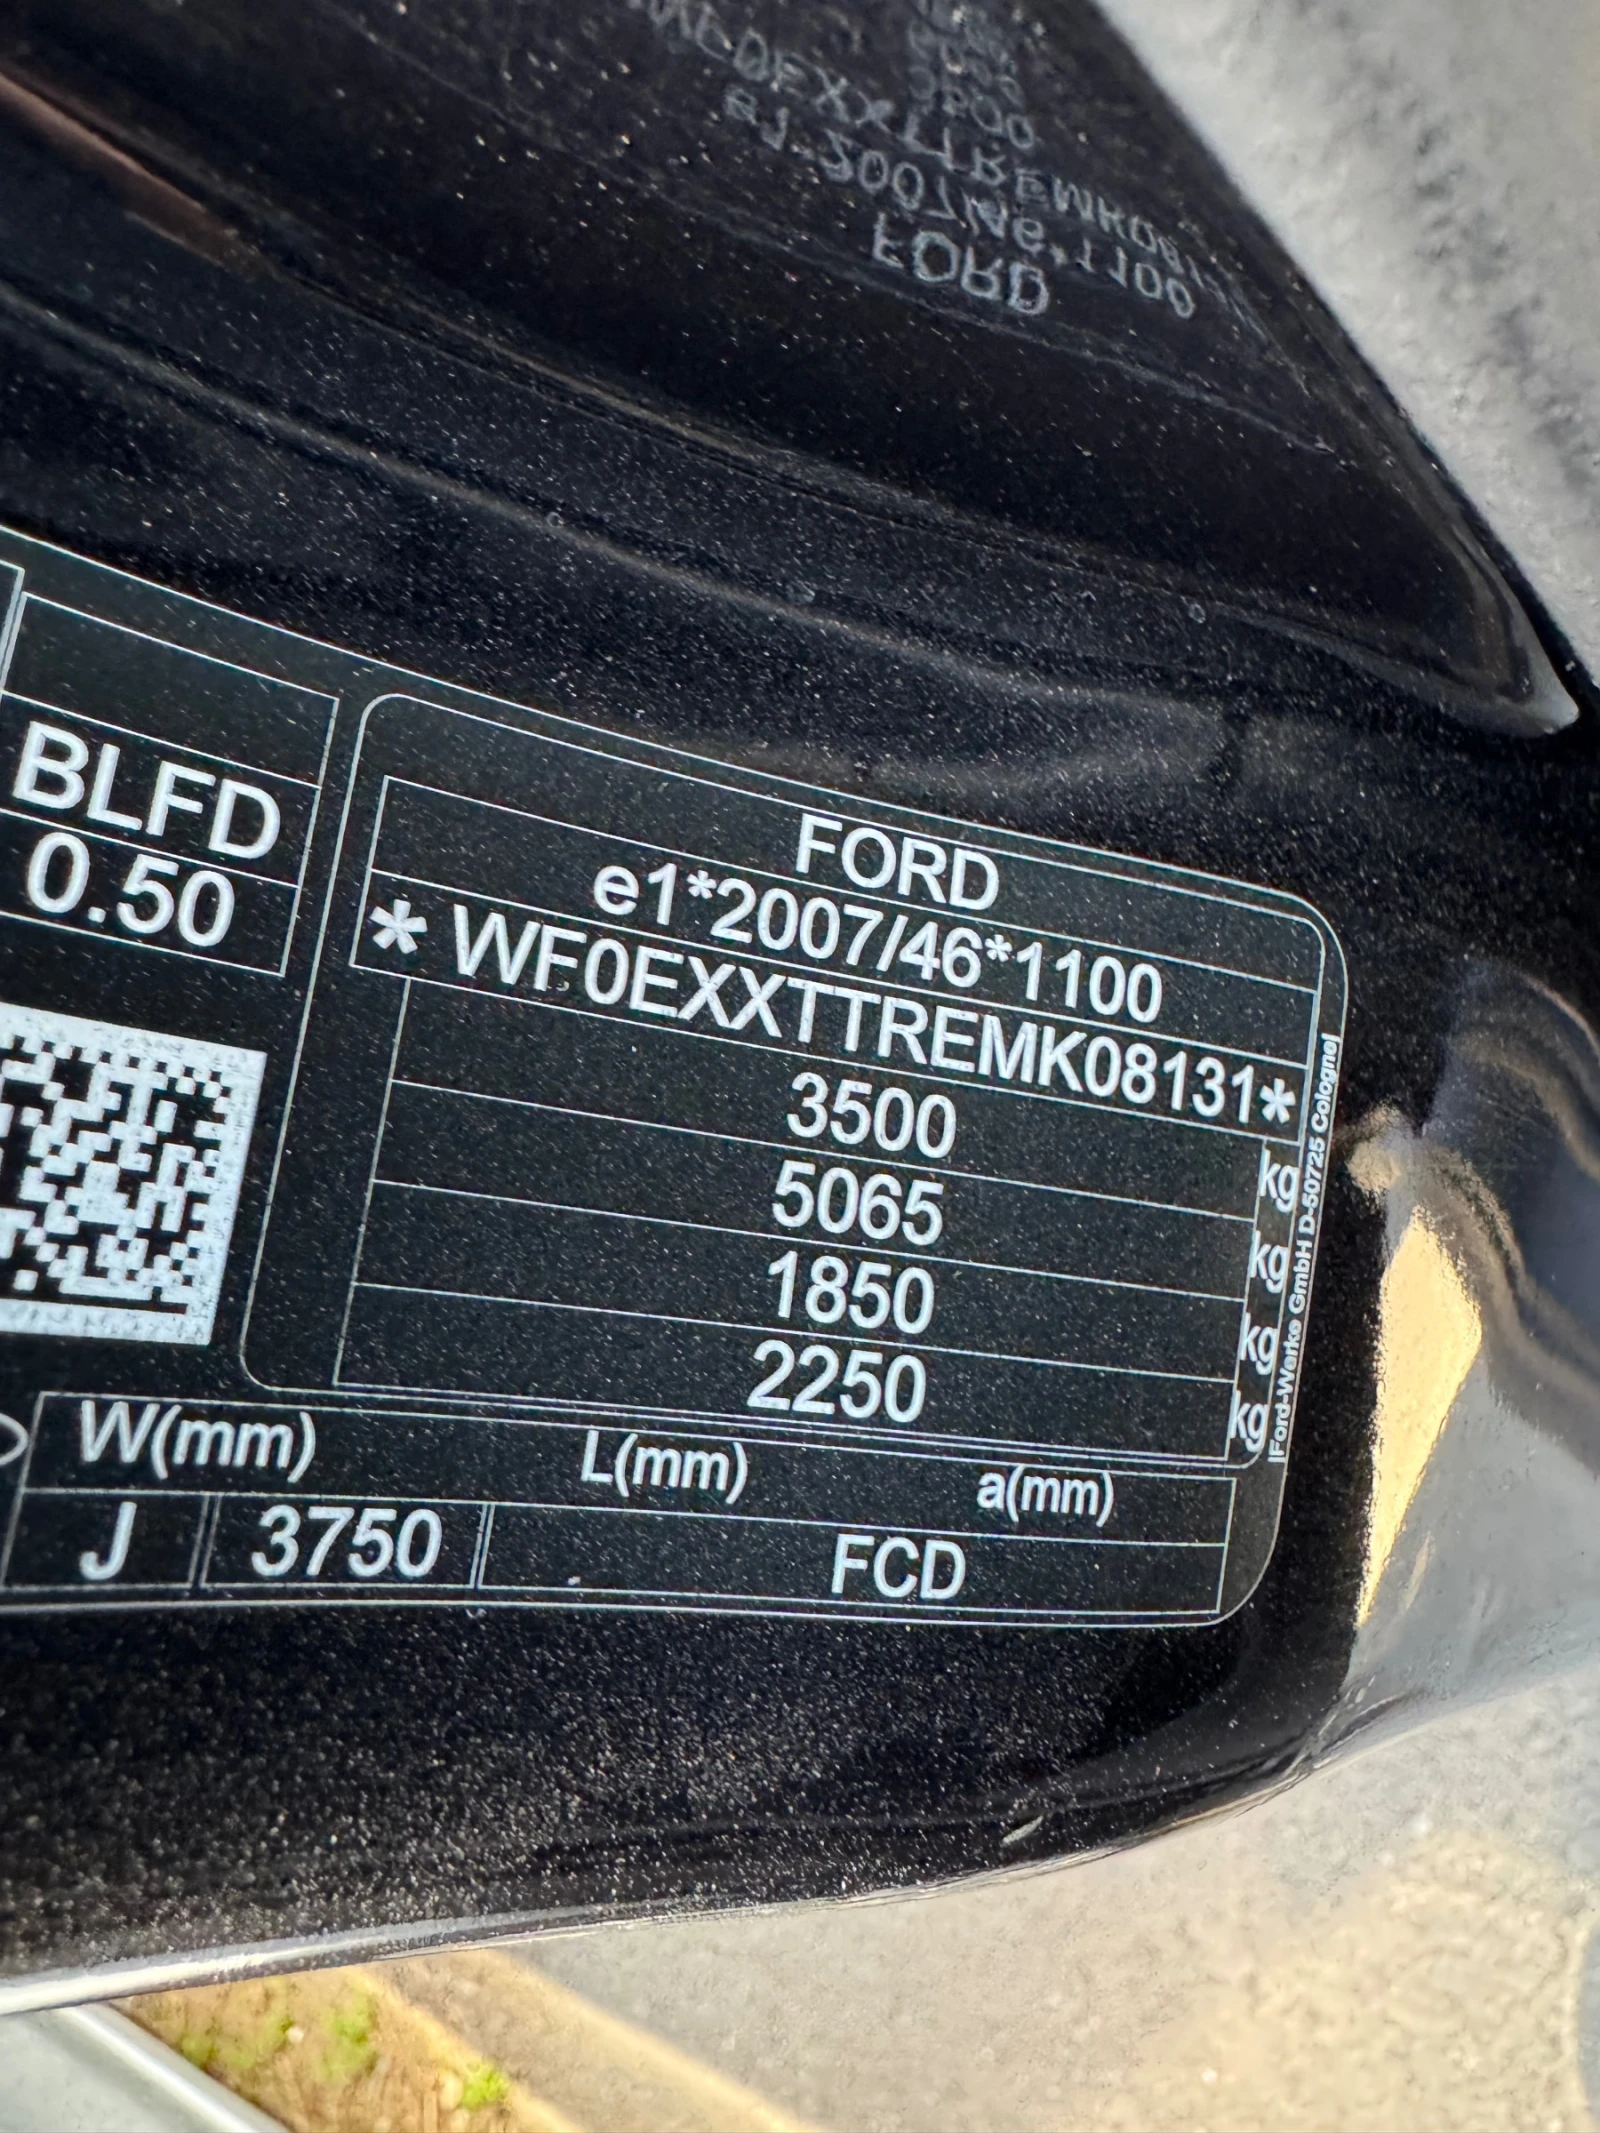 FORD
e1*2007/46*1100
* WF0EXXTTREMK08131*
3500 kg
5065 kg
1850 kg
2250 kg
Ford-Werke GmbH D-50725 Cologne
BLFD
0.50
W(mm) L(mm) a(mm)
J 3750 FCD